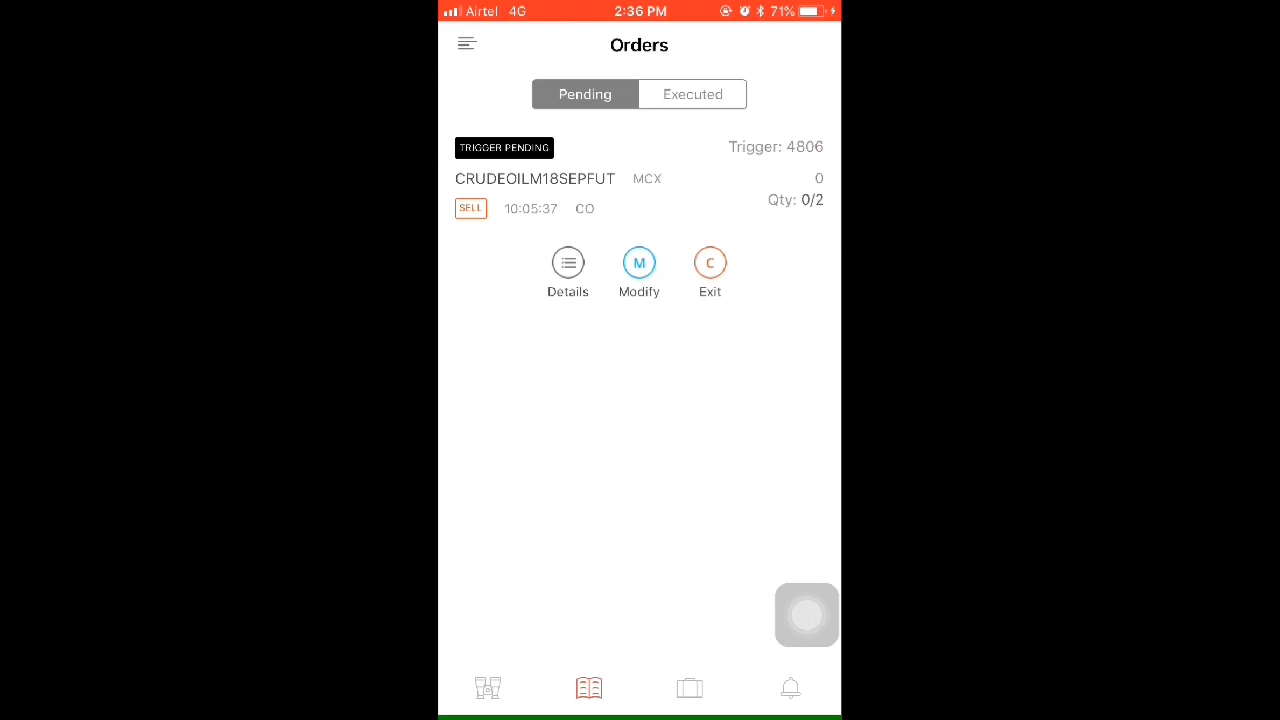 Airtel 4G 2:36 PM 71%
Orders
Pending Executed
TRIGGER PENDING Trigger: 4806
CRUDEOILM18SEPFUT MCX 0
Qty: 0/2
SELL 10:05:37 CO
M C
Details Modify Exit